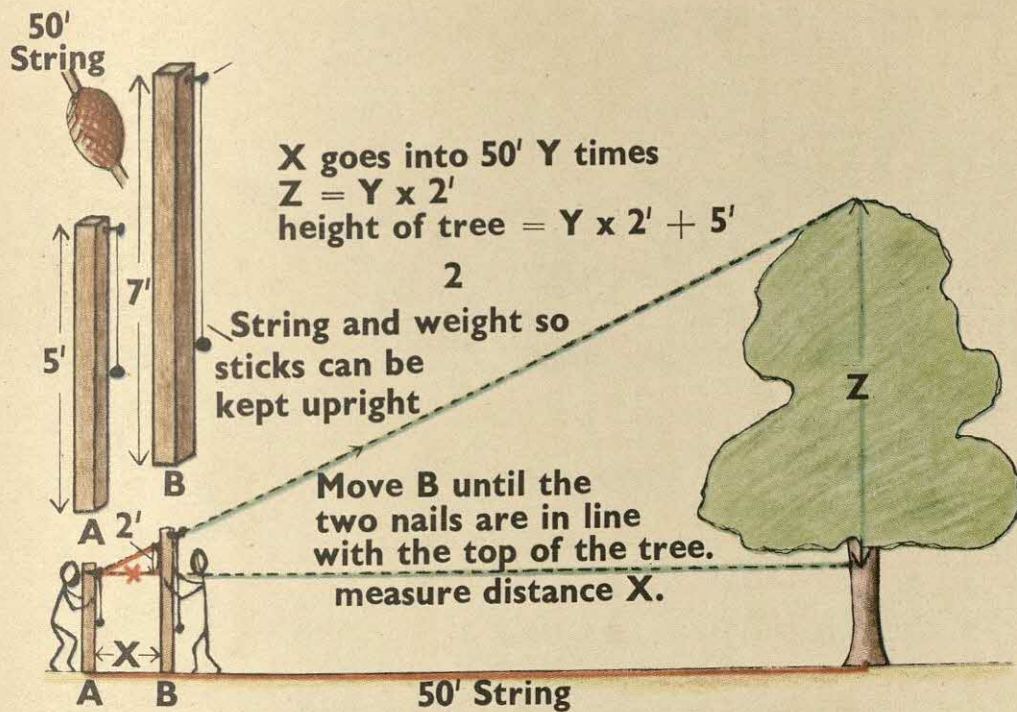 50'
String
X goes into 50' Y times
Z = Y x 2'
height of tree = Y x 2' + 5'
2
7'
5'
String and weight so
sticks can be
kept upright
Z
B
A
2'
Move B until the
two nails are in line
with the top of the tree.
measure distance X.
x
X
A
B
50' String